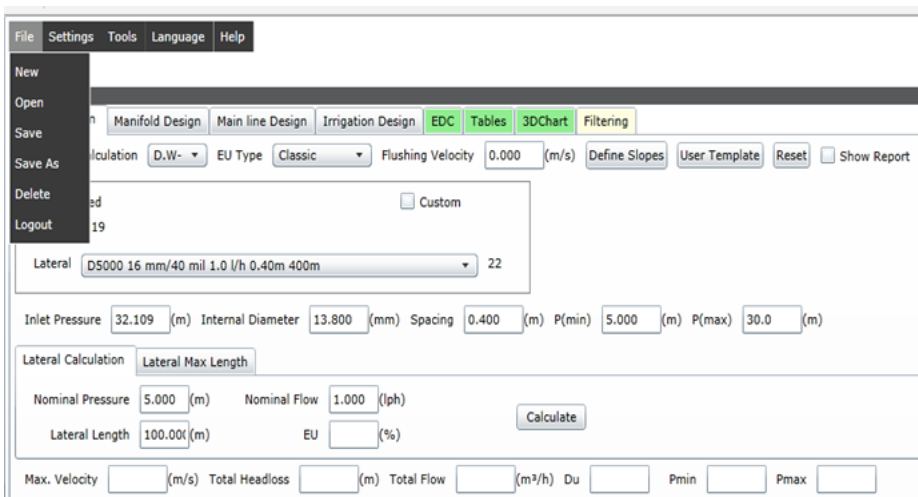 File Settings Tools Language Help
New
Open
Save
Save As
Delete
Logout
n Manifold Design Main line Design Irrigation Design EDC Tables 3DChart Filtering
lculation D.W- EU Type Classic Flushing Velocity 0.000 (m/s) Define Slopes User Template Reset Show Report
ed Custom
19
Lateral D5000 16 mm/40 mil 1.0 l/h 0.40m 400m 22
Inlet Pressure 32.109 (m) Internal Diameter 13.800 (mm) Spacing 0.400 (m) P(min) 5.000 (m) P(max) 30.0 (m)
Lateral Calculation Lateral Max Length
Nominal Pressure 5.000 (m) Nominal Flow 1.000 (lph)
Calculate
Lateral Length 100.00( (m) EU (%)
Max. Velocity (m/s) Total Headloss (m) Total Flow (m³/h) Du Pmin Pmax